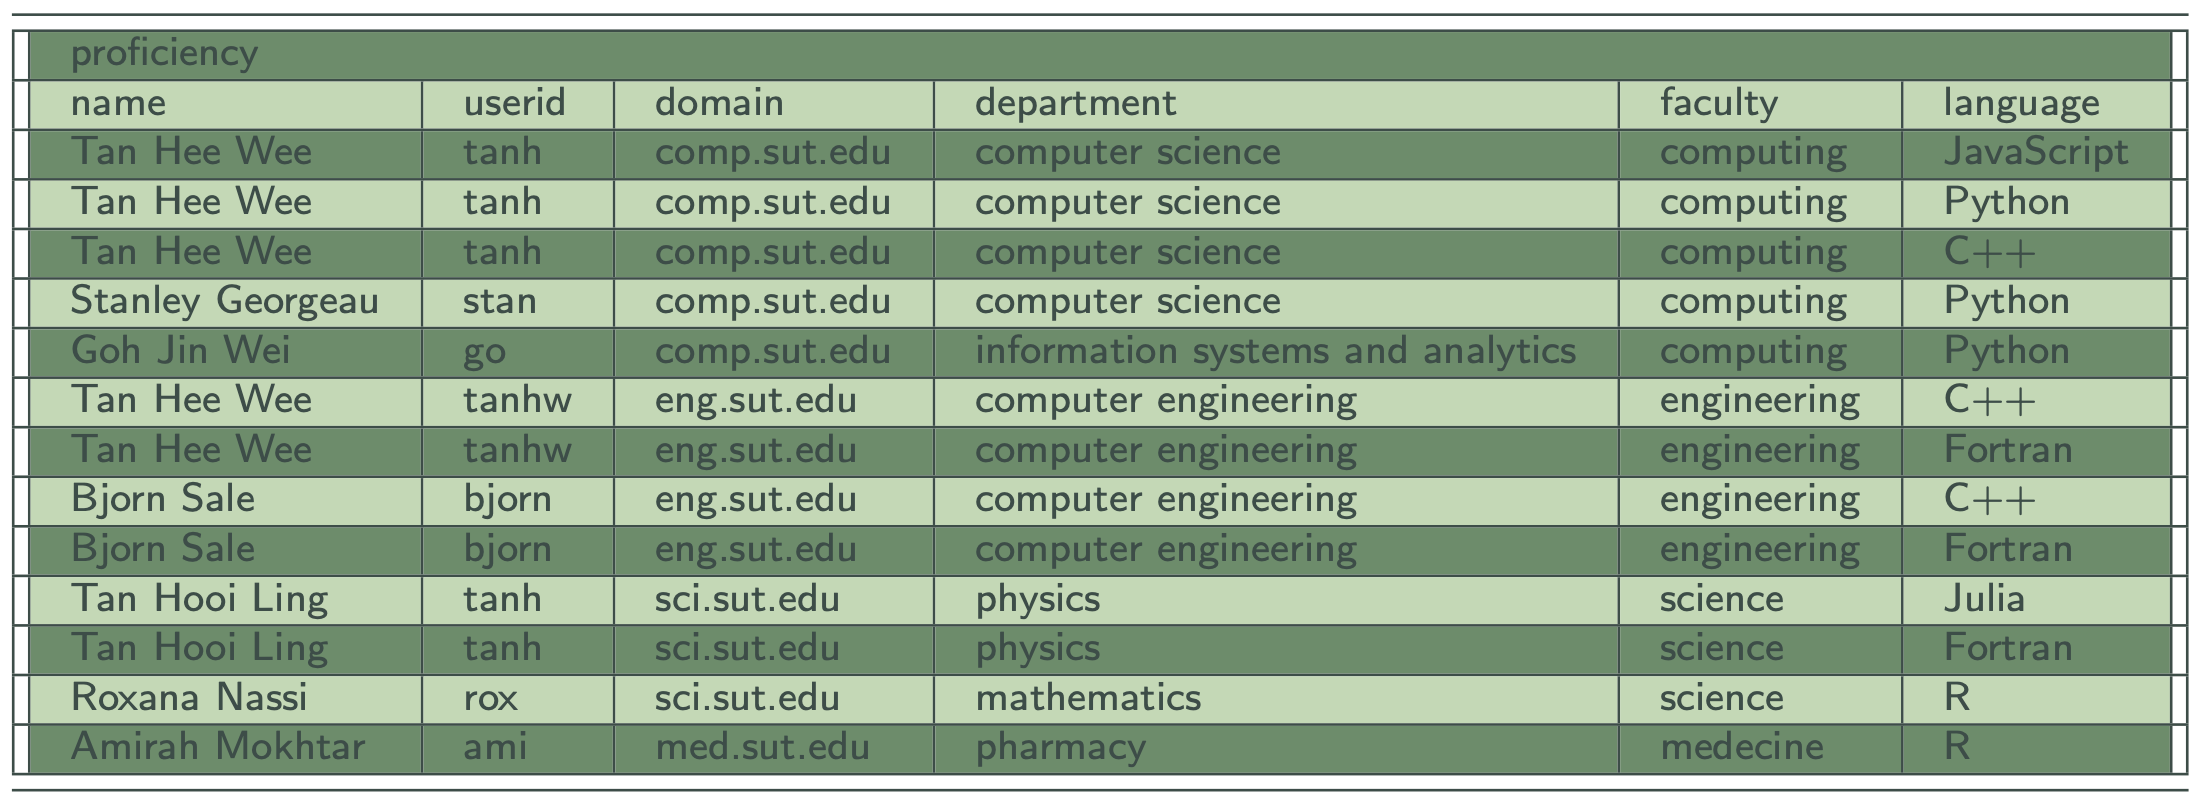 proficiency
name userid domain department faculty language
Tan Hee Wee tanh comp.sut.edu computer science computing JavaScript
Tan Hee Wee tanh comp.sut.edu computer science computing Python
Tan Hee Wee tanh comp.sut.edu computer science computing C++
Stanley Georgeau stan comp.sut.edu computer science computing Python
Goh Jin Wei go comp.sut.edu information systems and analytics computing Python
Tan Hee Wee tanhw eng.sut.edu computer engineering engineering C++
Tan Hee Wee tanhw eng.sut.edu computer engineering engineering Fortran
Bjorn Sale bjorn eng.sut.edu computer engineering engineering C++
Bjorn Sale bjorn eng.sut.edu computer engineering engineering Fortran
Tan Hooi Ling tanh sci.sut.edu physics science Julia
Tan Hooi Ling tanh sci.sut.edu physics science Fortran
Roxana Nassi rox sci.sut.edu mathematics science R
Amirah Mokhtar ami med.sut.edu pharmacy medecine R